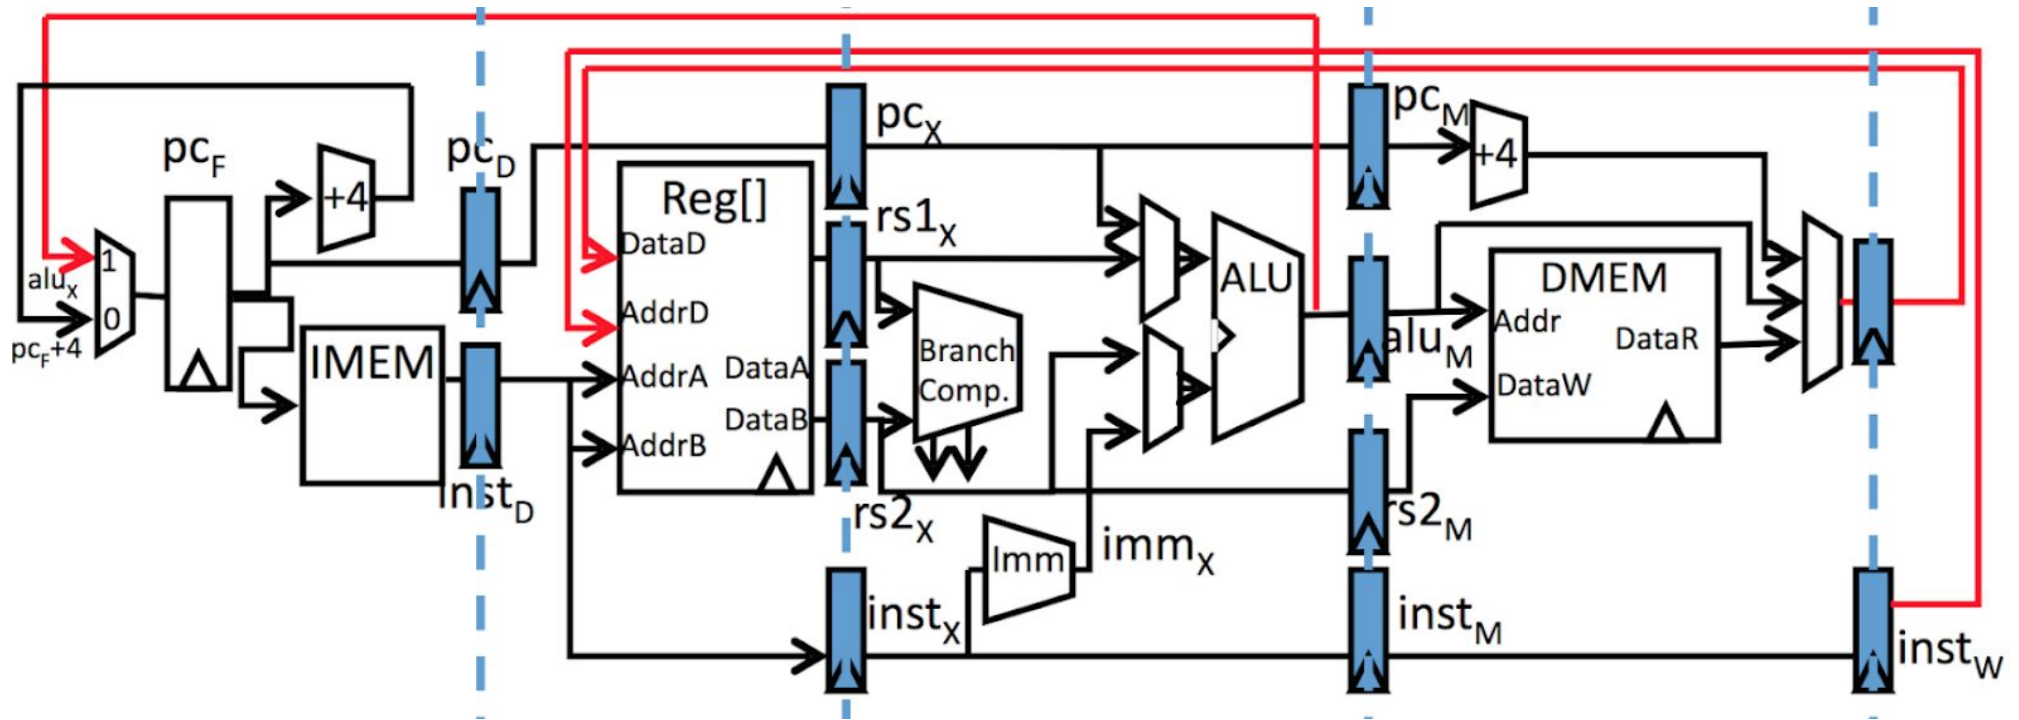 pcF
+4
pcD
aluX
1
0
pcF+4
IMEM
instD
Reg[]
DataD
AddrD
AddrA
DataA
DataB
AddrB
pcX
rs1X
Branch
Comp.
rs2X
Imm
immX
instX
ALU
pcM
+4
aluM
DMEM
Addr
DataR
DataW
rs2M
instM
instW